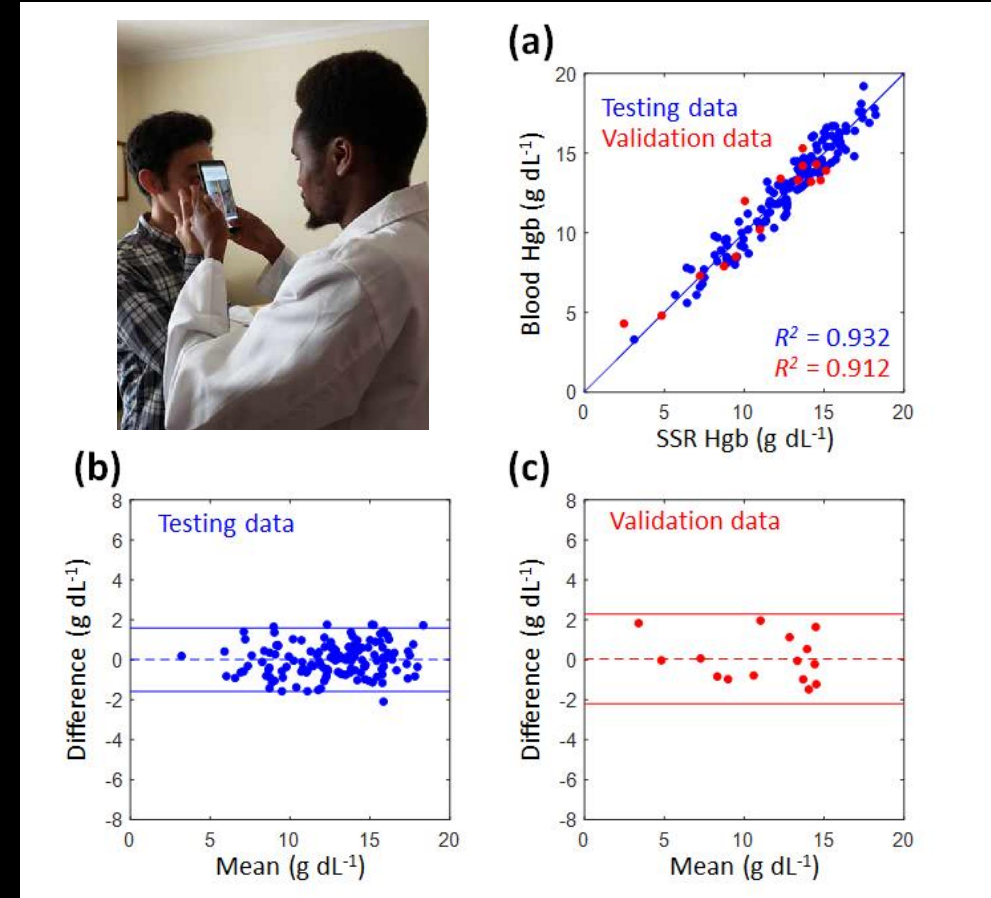 (a)
20
15
10
5
0
Blood Hgb (g dL-1)
Testing data
Validation data
R2 = 0.932
R2 = 0.912
0 5 10 15 20
SSR Hgb (g dL-1)
(b)
8
6
4
2
0
-2
-4
-6
-8
Difference (g dL-1)
Testing data
0 5 10 15 20
Mean (g dL-1)
(c)
8
6
4
2
0
-2
-4
-6
-8
Difference (g dL-1)
Validation data
0 5 10 15 20
Mean (g dL-1)